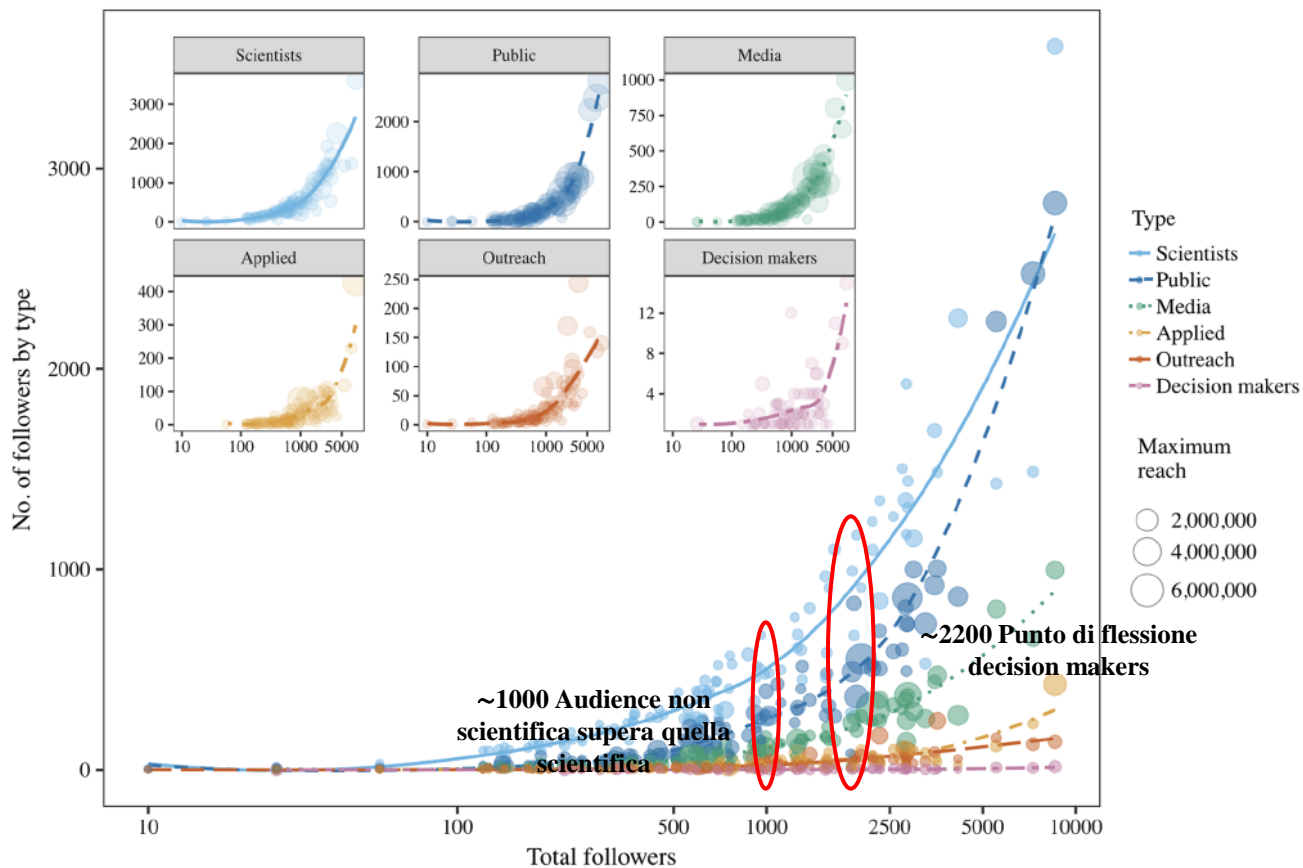 Scientists
Public
Media
3000
2000
1000
0
2000
1000
0
1000
750
500
250
0
Applied
Outreach
Decision makers
400
300
200
100
0
10
100
1000
5000
250
200
150
100
50
0
10
100
1000
5000
12
8
4
10
100
1000
5000
No. of followers by type
3000
2000
1000
0
~1000 Audience non
scientifica supera quella
scientifica
~2200 Punto di flessione
decision makers
10
100
500
1000
2500
5000
10000
Total followers
Type
Scientists
Public
Media
Applied
Outreach
Decision makers
Maximum
reach
2,000,000
4,000,000
6,000,000